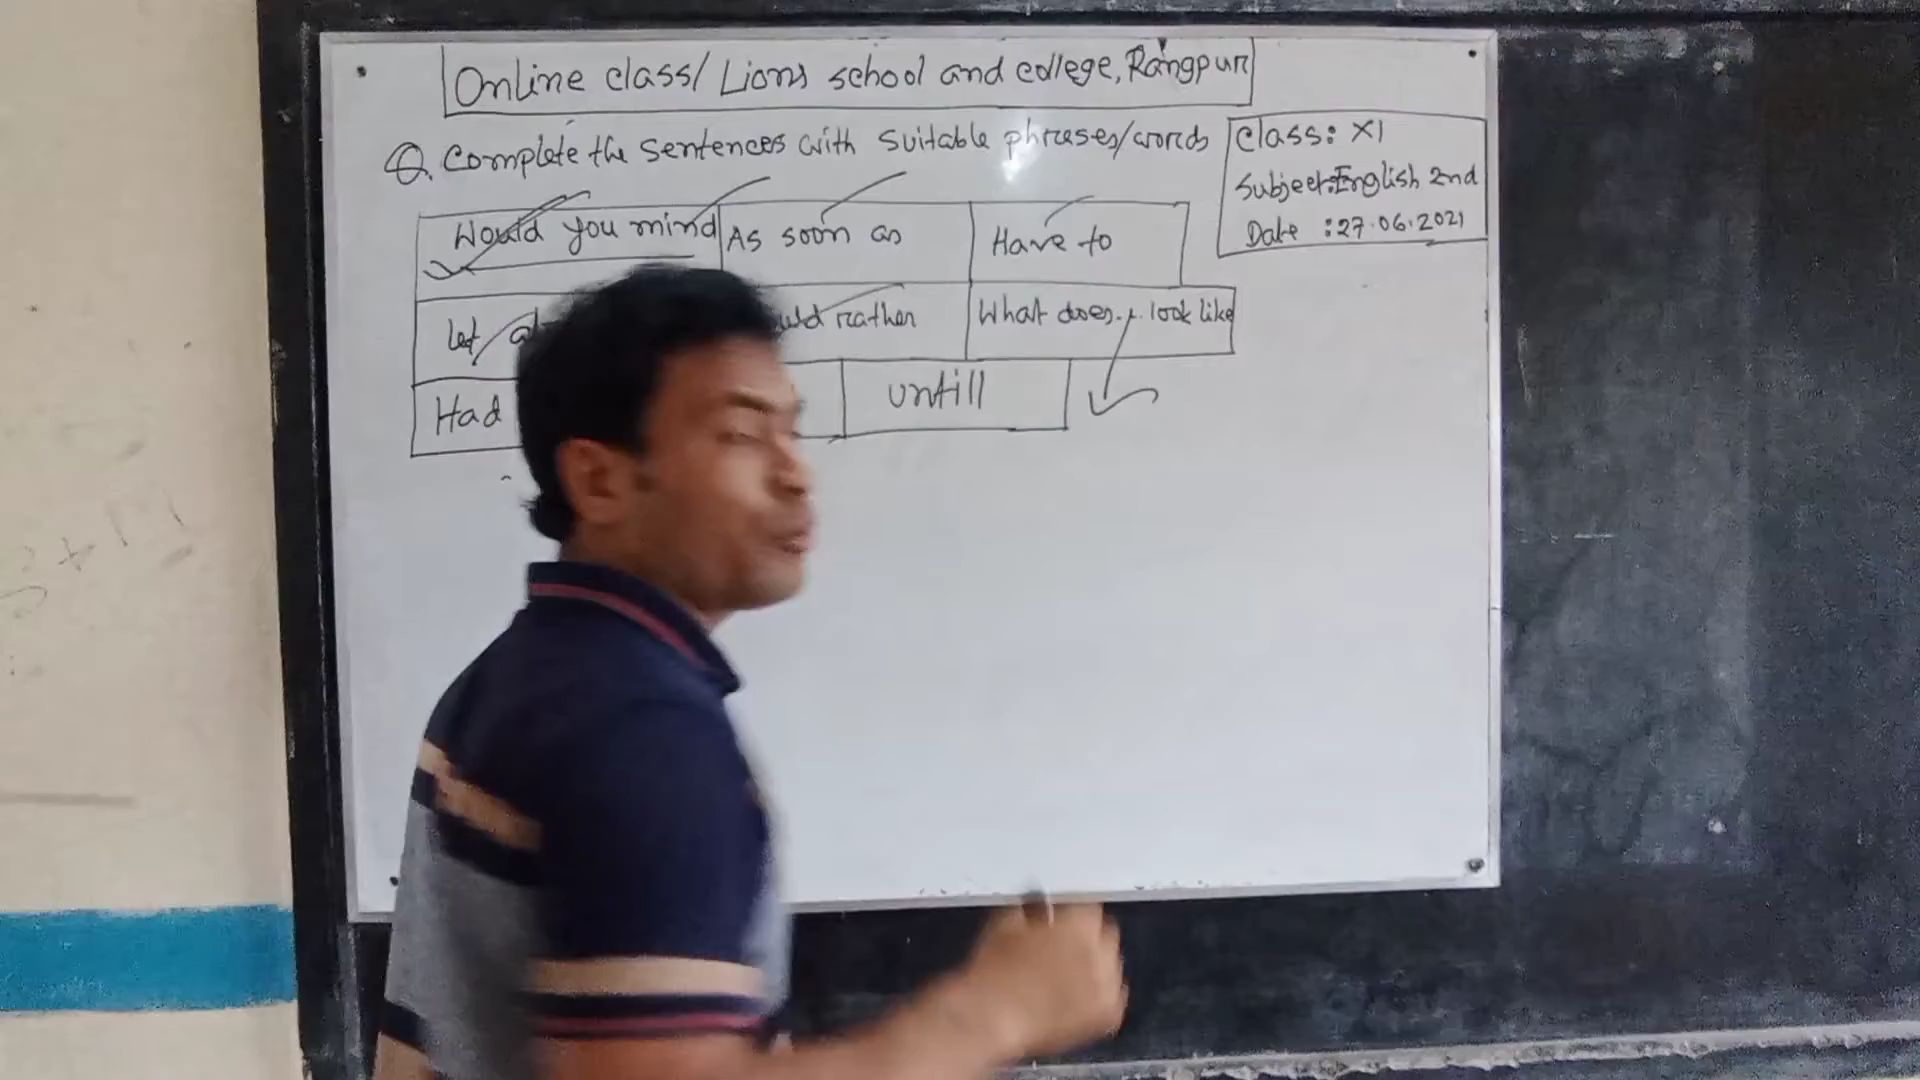 Online class/ Lions school and college, Rangpur
Q. Complete the sentences with suitable phrases/words
Class: XI
Subject: English 2nd
Date : 27.06.2021
Would you mind As soon as Have to
let rather What does... look like
Had untill